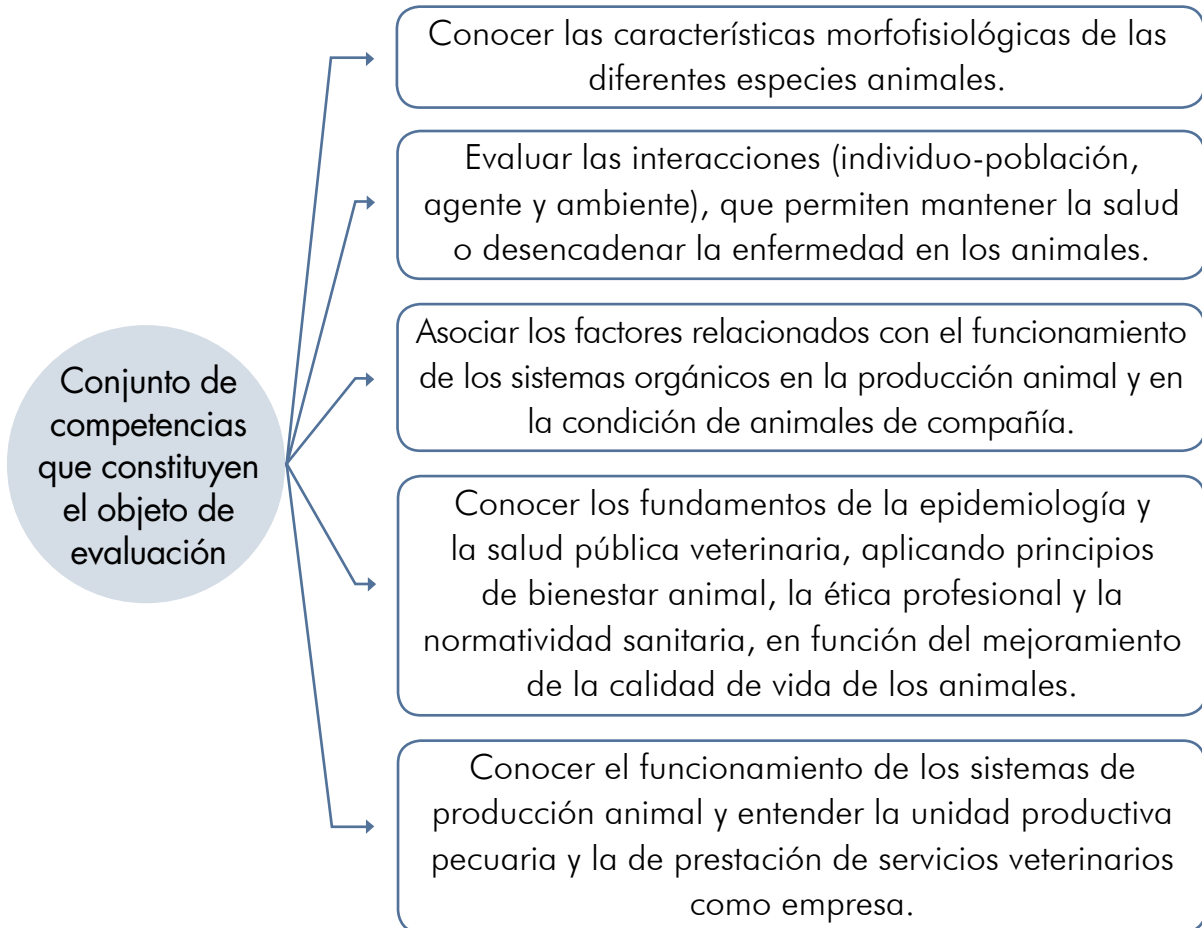 Conocer las características morfofisiológicas de las
diferentes especies animales.
Evaluar las interacciones (individuo-población,
agente y ambiente), que permiten mantener la salud
o desencadenar la enfermedad en los animales.
Asociar los factores relacionados con el funcionamiento
de los sistemas orgánicos en la producción animal y en
la condición de animales de compañía.
Conjunto de
competencias
que constituyen
el objeto de
evaluación
Conocer los fundamentos de la epidemiología y
la salud pública veterinaria, aplicando principios
de bienestar animal, la ética profesional y la
normatividad sanitaria, en función del mejoramiento
de la calidad de vida de los animales.
Conocer el funcionamiento de los sistemas de
producción animal y entender la unidad productiva
pecuaria y la de prestación de servicios veterinarios
como empresa.